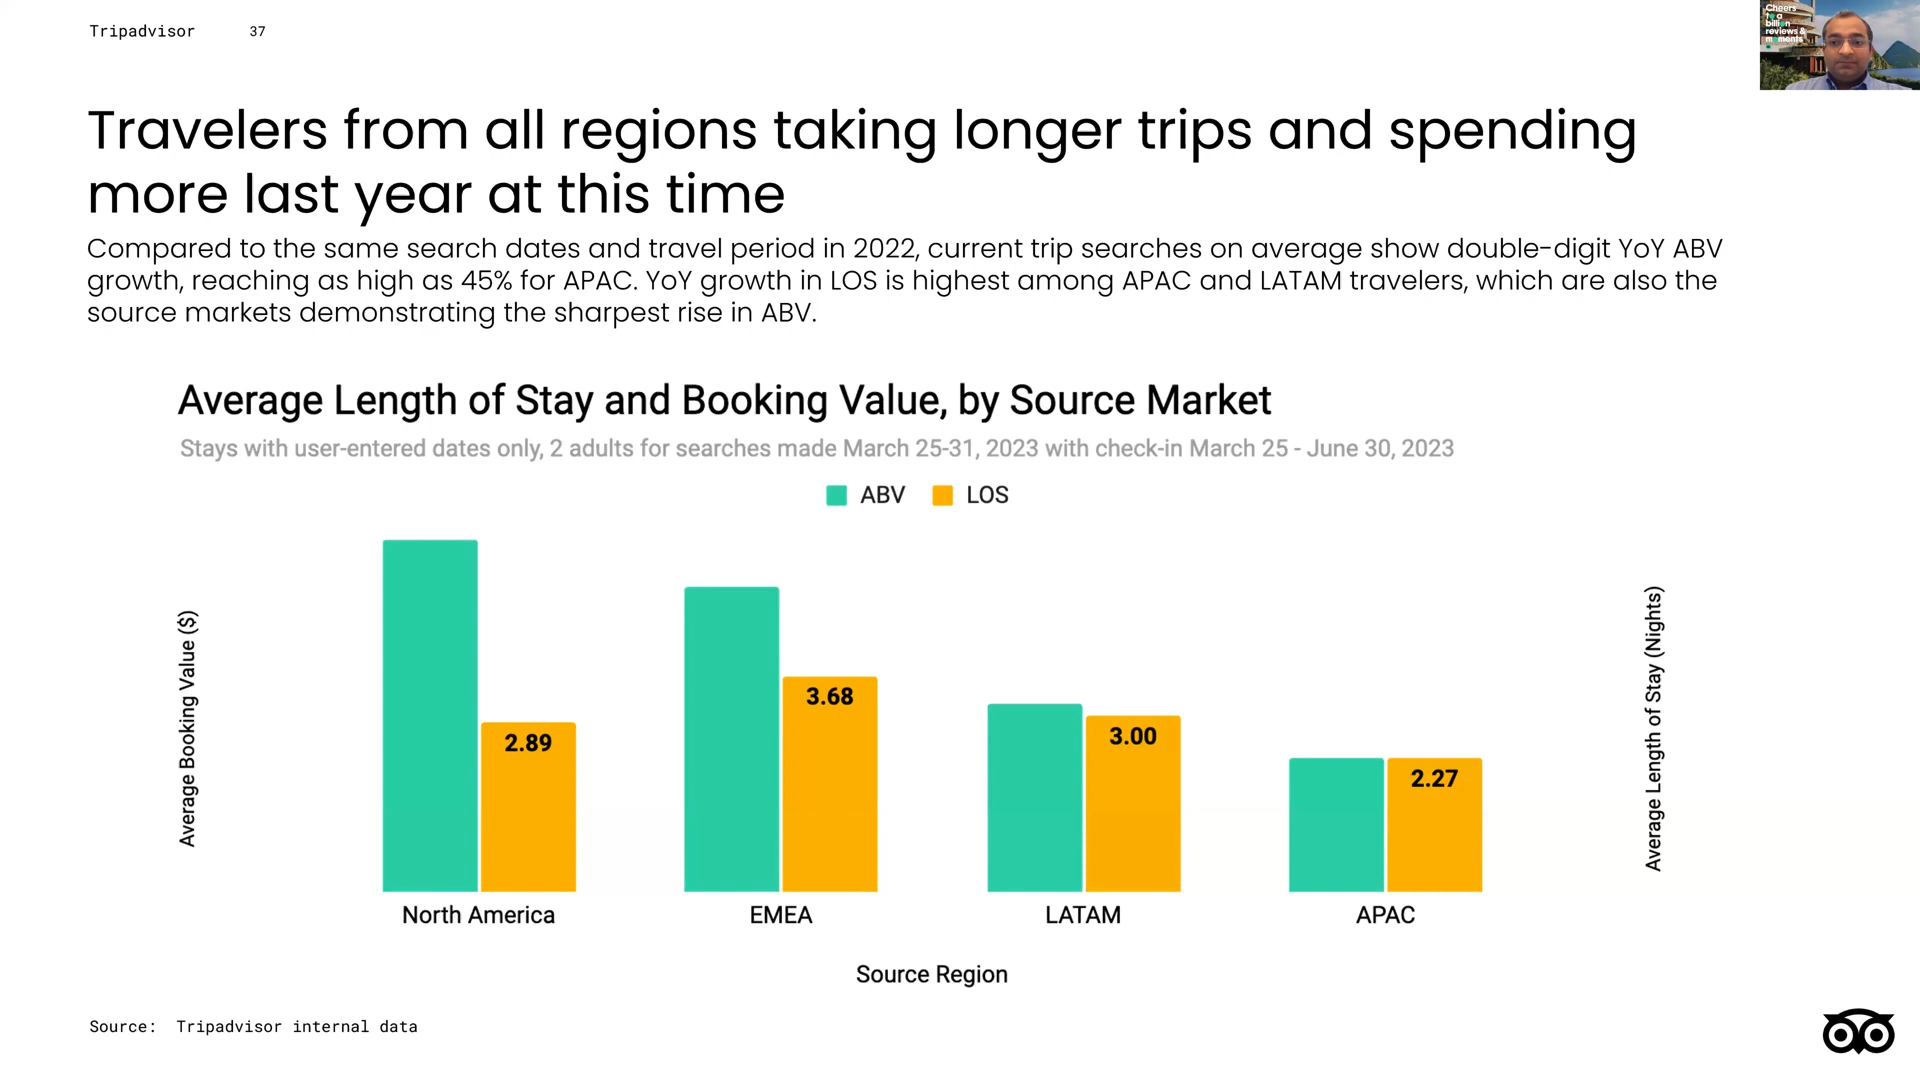 Tripadvisor 37
Cheers
to a
billion
reviews &
moments
Travelers from all regions taking longer trips and spending
more last year at this time
Compared to the same search dates and travel period in 2022, current trip searches on average show double-digit YoY ABV
growth, reaching as high as 45% for APAC. YoY growth in LOS is highest among APAC and LATAM travelers, which are also the
source markets demonstrating the sharpest rise in ABV.
Average Length of Stay and Booking Value, by Source Market
Stays with user-entered dates only, 2 adults for searches made March 25-31, 2023 with check-in March 25 - June 30, 2023
ABV LOS
Average Booking Value ($)
2.89
3.68
3.00
2.27
Average Length of Stay (Nights)
North America EMEA LATAM APAC
Source Region
Source: Tripadvisor internal data